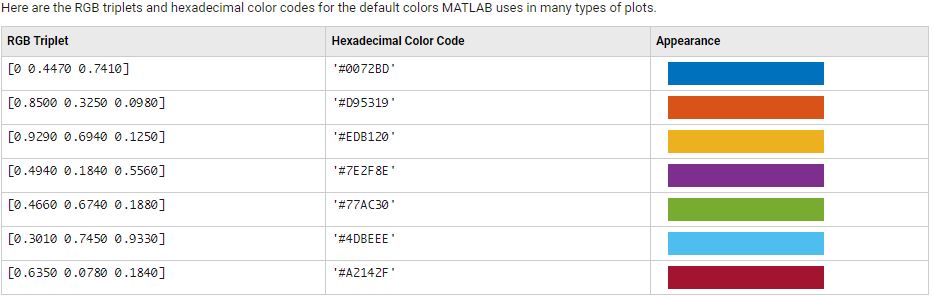 Here are the RGB triplets and hexadecimal color codes for the default colors MATLAB uses in many types of plots.
RGB Triplet Hexadecimal Color Code Appearance
[0 0.4470 0.7410] '#0072BD'
[0.8500 0.3250 0.0980] '#D95319'
[0.9290 0.6940 0.1250] '#EDB120'
[0.4940 0.1840 0.5560] '#7E2F8E'
[0.4660 0.6740 0.1880] '#77AC30'
[0.3010 0.7450 0.9330] '#4DBEEE'
[0.6350 0.0780 0.1840] '#A2142F'